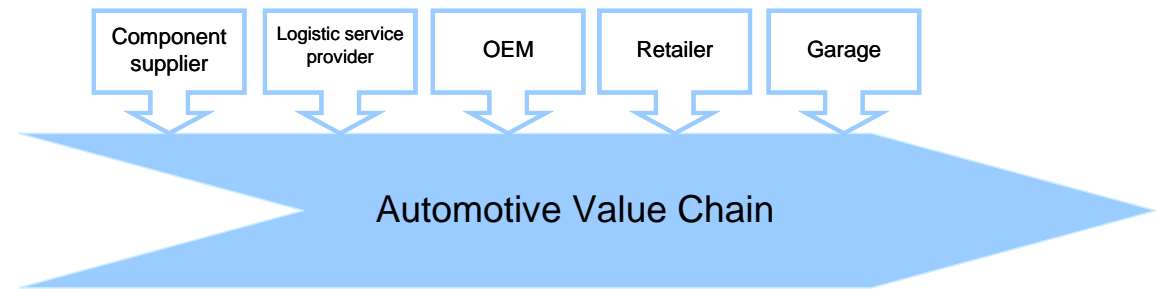 Component
supplier
Logistic service
provider
OEM
Retailer
Garage
Automotive Value Chain